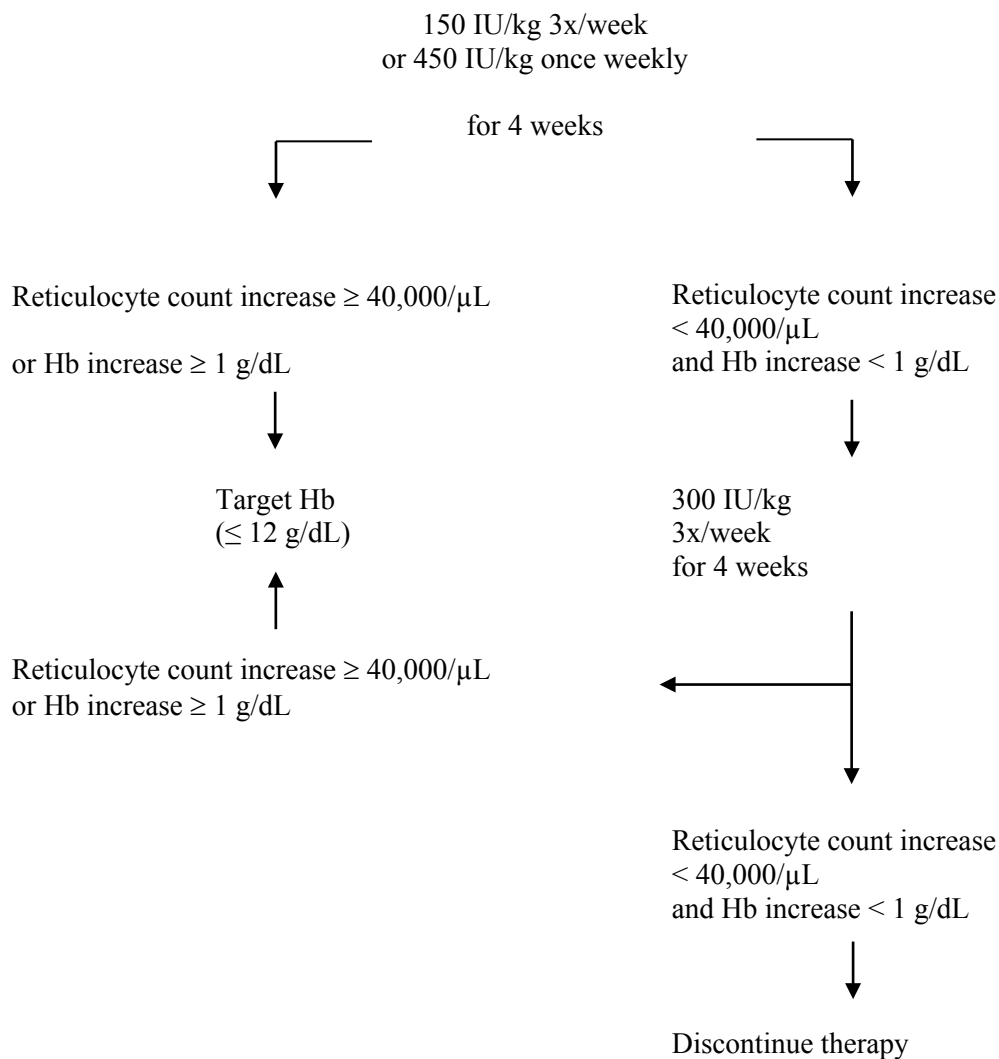 150 IU/kg 3x/week
or 450 IU/kg once weekly
for 4 weeks
Reticulocyte count increase ≥ 40,000/µL
or Hb increase ≥ 1 g/dL
Reticulocyte count increase
< 40,000/µL
and Hb increase < 1 g/dL
Target Hb
(≤ 12 g/dL)
300 IU/kg
3x/week
for 4 weeks
Reticulocyte count increase ≥ 40,000/µL
or Hb increase ≥ 1 g/dL
Reticulocyte count increase
< 40,000/µL
and Hb increase < 1 g/dL
Discontinue therapy